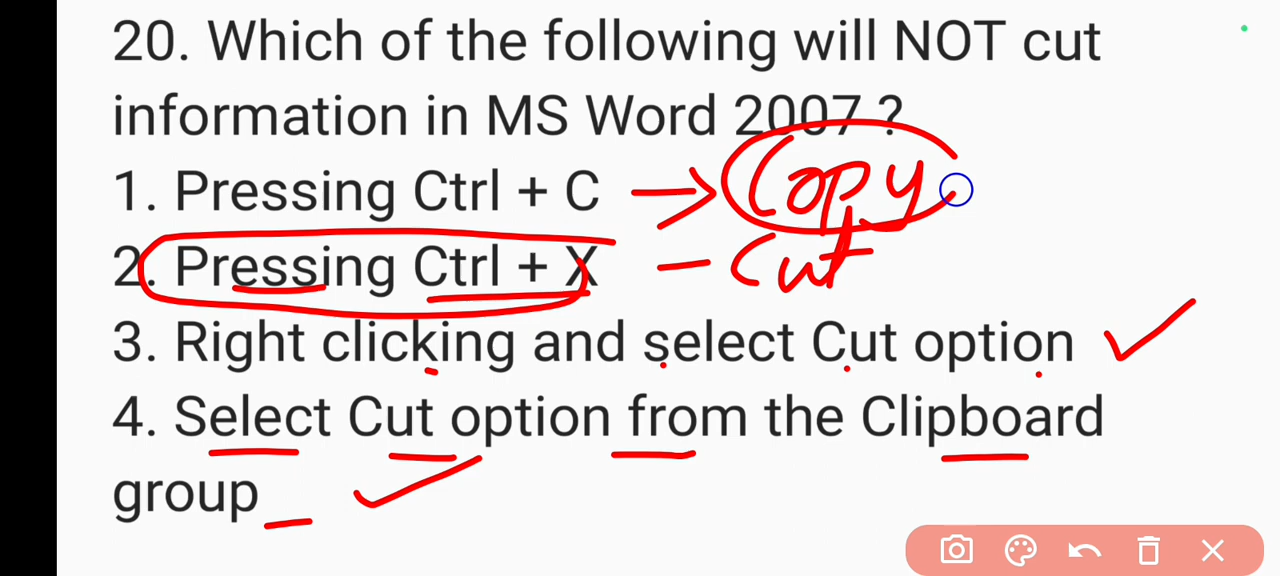 20. Which of the following will NOT cut
information in MS Word 2007 ?
1. Pressing Ctrl + C → Copy
2. Pressing Ctrl + X - Cut
3. Right clicking and select Cut option
4. Select Cut option from the Clipboard
group